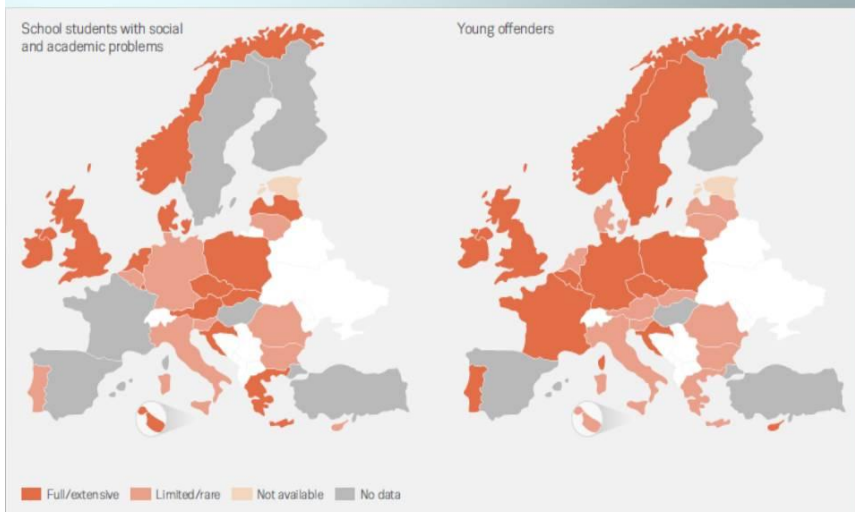 School students with social
and academic problems
Young offenders
Full/extensive
Limited/rare
Not available
No data